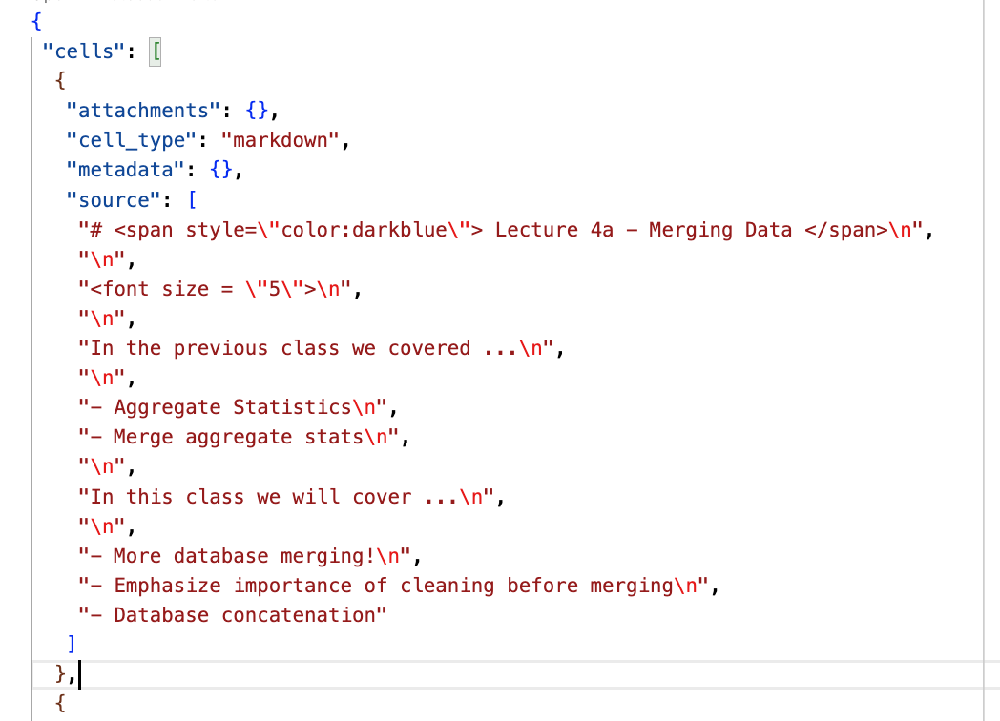 {
"cells": [
{
"attachments": {},
"cell_type": "markdown",
"metadata": {},
"source": [
"# <span style=\"color:darkblue\"> Lecture 4a - Merging Data </span>\n",
"\n",
"<font size = \"5\">\n",
"\n",
"In the previous class we covered ...\n",
"\n",
"- Aggregate Statistics\n",
"- Merge aggregate stats\n",
"\n",
"In this class we will cover ...\n",
"\n",
"- More database merging!\n",
"- Emphasize importance of cleaning before merging\n",
"- Database concatenation"
]
},
{